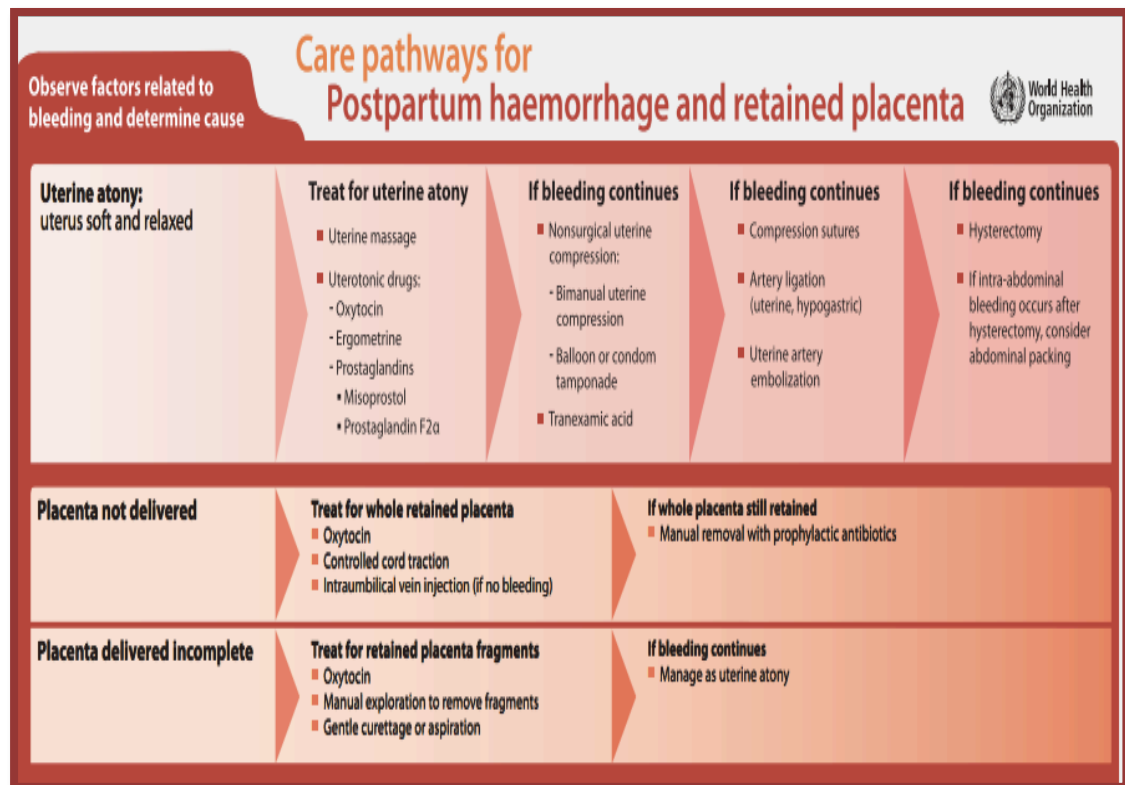 Care pathways for
Postpartum haemorrhage and retained placenta
World Health
Organization
Observe factors related to
bleeding and determine cause
Uterine atony:
uterus soft and relaxed
Treat for uterine atony
■ Uterine massage
■ Uterotonic drugs:
- Oxytocin
- Ergometrine
- Prostaglandins
▪ Misoprostol
▪ Prostaglandin F2α
If bleeding continues
■ Nonsurgical uterine
compression:
- Bimanual uterine
compression
- Balloon or condom
tamponade
■ Tranexamic acid
If bleeding continues
■ Compression sutures
■ Artery ligation
(uterine, hypogastric)
■ Uterine artery
embolization
If bleeding continues
■ Hysterectomy
■ If intra-abdominal
bleeding occurs after
hysterectomy, consider
abdominal packing
Placenta not delivered
Treat for whole retained placenta
■ Oxytocin
■ Controlled cord traction
■ Intraumbilical vein injection (if no bleeding)
If whole placenta still retained
■ Manual removal with prophylactic antibiotics
Placenta delivered incomplete
Treat for retained placenta fragments
■ Oxytocin
■ Manual exploration to remove fragments
■ Gentle curettage or aspiration
If bleeding continues
■ Manage as uterine atony